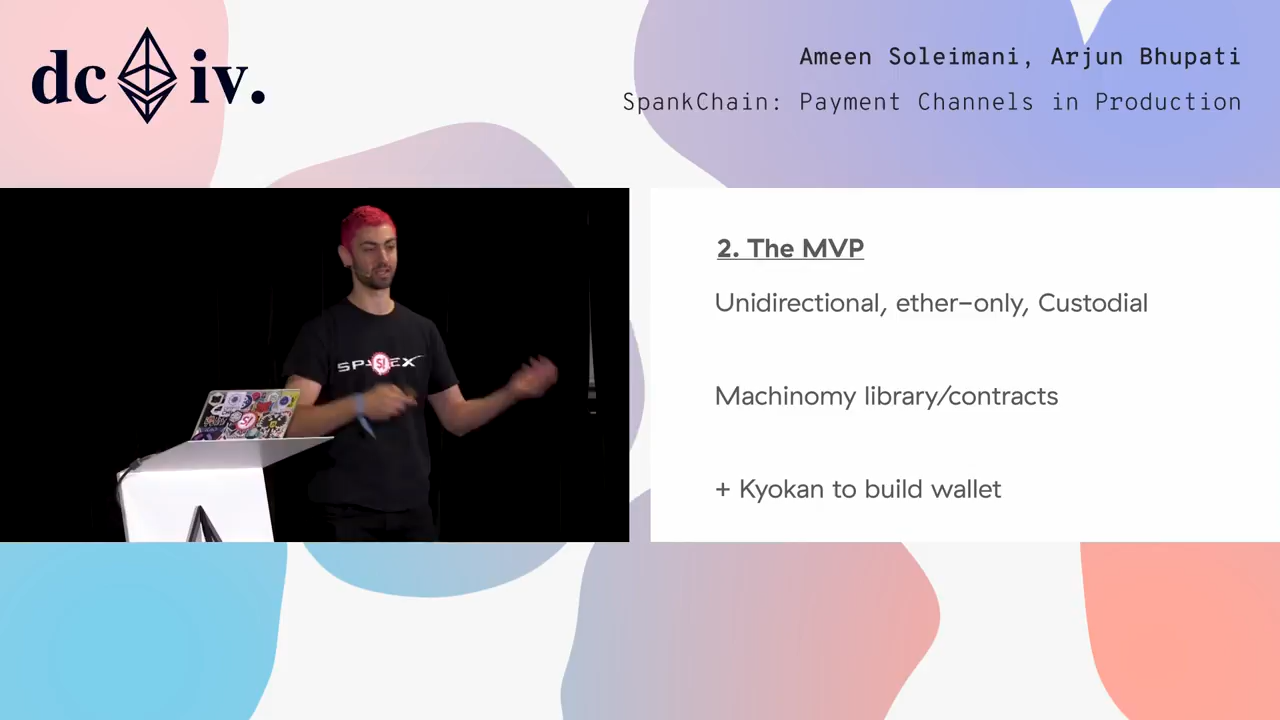 dc iv.
Ameen Soleimani, Arjun Bhupati
SpankChain: Payment Channels in Production
2. The MVP
Unidirectional, ether-only, Custodial
Machinomy library/contracts
+ Kyokan to build wallet